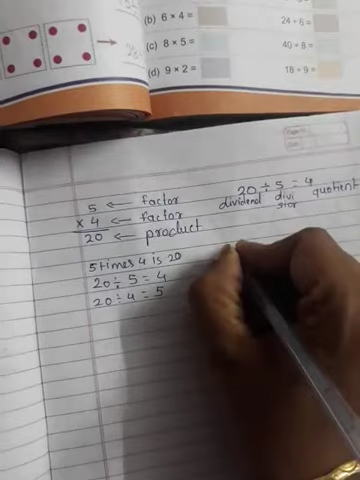 (b) 6 × 4 =
24 ÷ 6 =
(c) 8 × 5 =
40 ÷ 8 =
(d) 9 × 2 =
18 ÷ 9 =
5 ← factor
× 4 ← factor
20 ← product
20 ÷ 5 = 4
dividend divi sior quotient
5 times 4 is 20
20 ÷ 5 = 4
20 ÷ 4 = 5